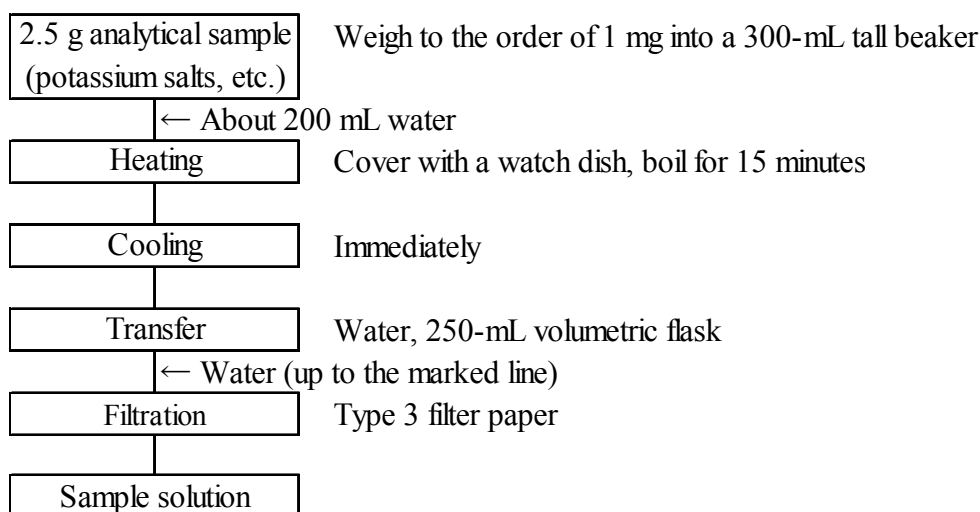 2.5 g analytical sample
(potassium salts, etc.)
Weigh to the order of 1 mg into a 300-mL tall beaker
← About 200 mL water
Heating
Cover with a watch dish, boil for 15 minutes
Cooling
Immediately
Transfer
Water, 250-mL volumetric flask
← Water (up to the marked line)
Filtration
Type 3 filter paper
Sample solution